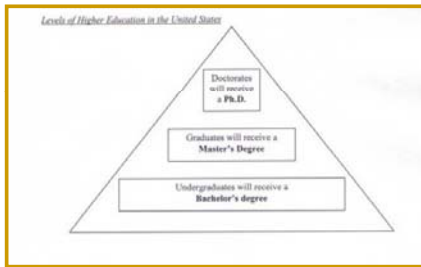 Levels of Higher Education in the United States
Doctorates
will receive
a Ph.D.
Graduates will receive a
Master's Degree
Undergraduates will receive a
Bachelor's degree